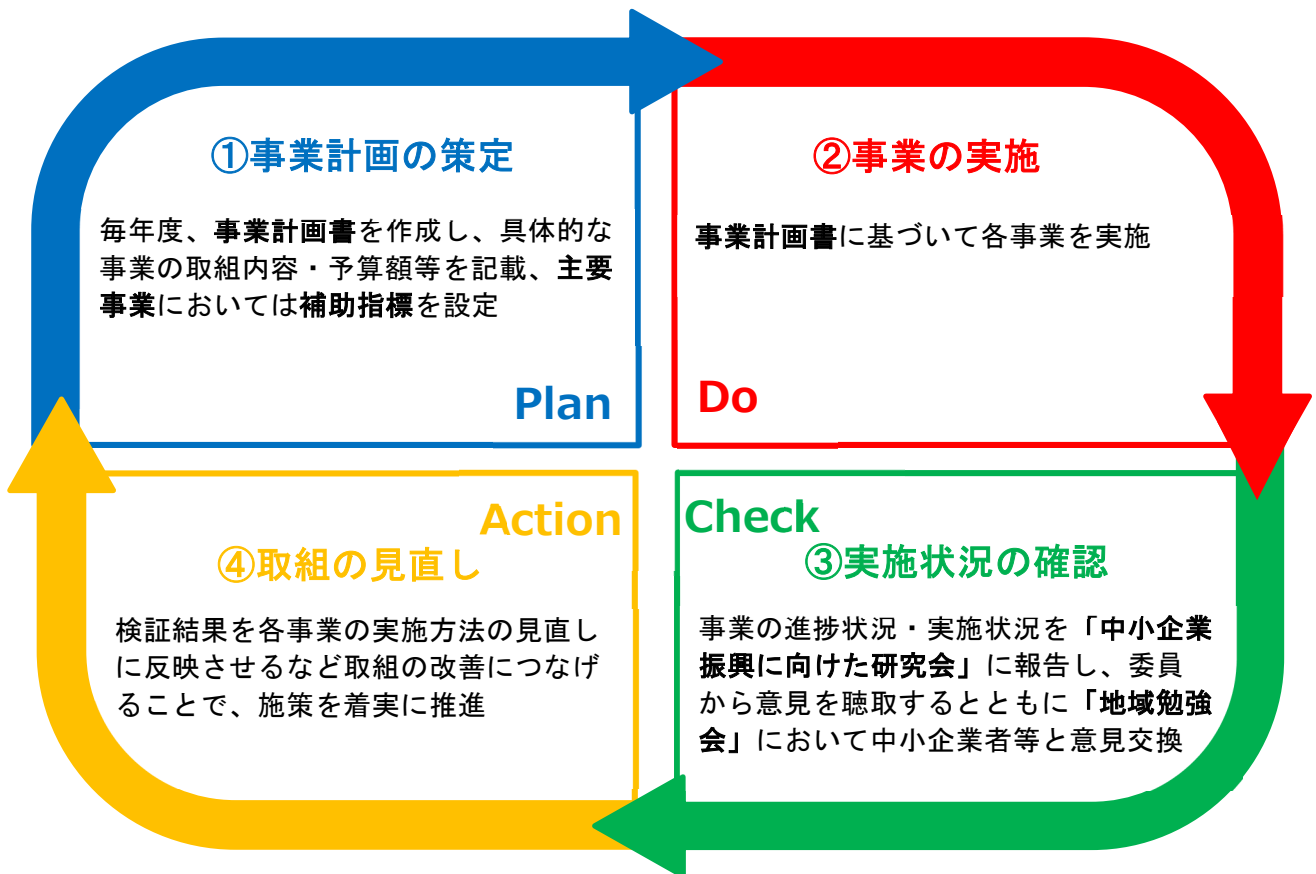 ①事業計画の策定
毎年度、事業計画書を作成し、具体的な
事業の取組内容・予算額等を記載、主要
事業においては補助指標を設定
Plan
②事業の実施
事業計画書に基づいて各事業を実施
Do
Check
③実施状況の確認
事業の進捗状況・実施状況を「中小企業
振興に向けた研究会」に報告し、委員
から意見を聴取するとともに「地域勉強
会」において中小企業者等と意見交換
Action
④取組の見直し
検証結果を各事業の実施方法の見直し
に反映させるなど取組の改善につなげ
ることで、施策を着実に推進